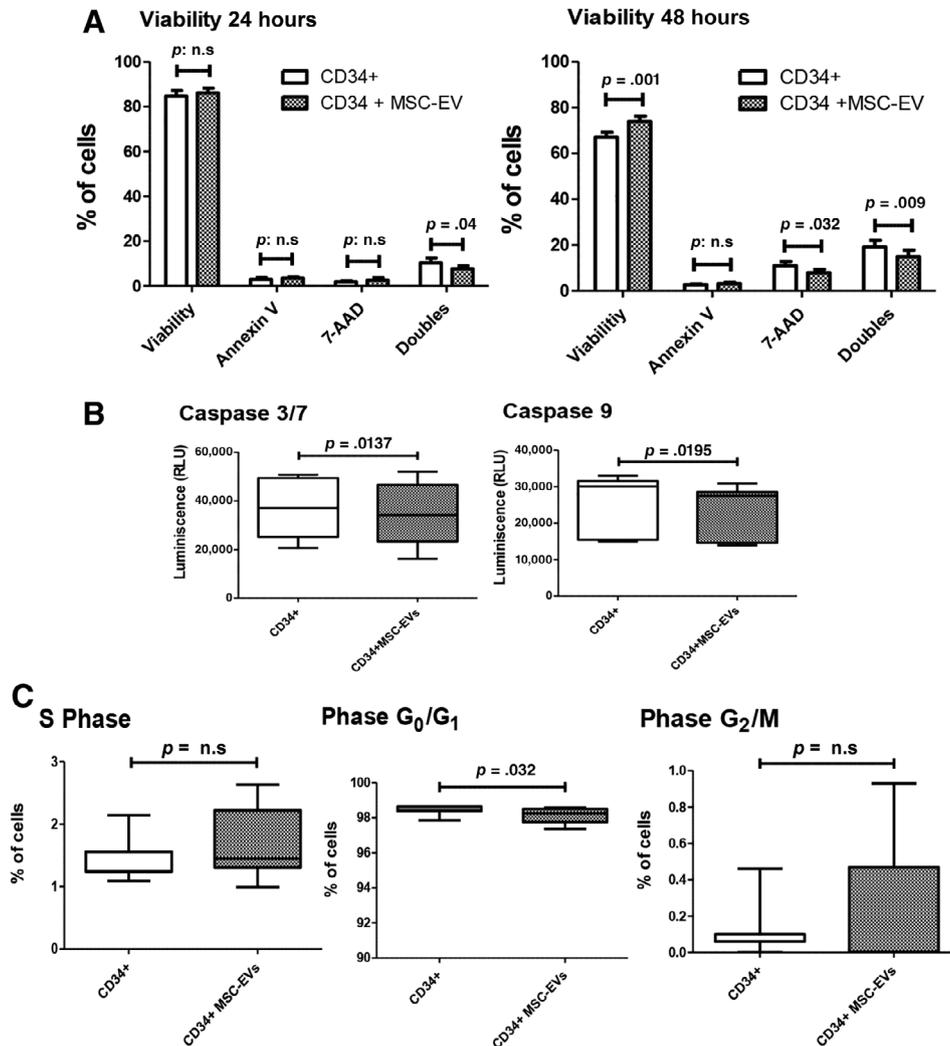 A
Viability 24 hours
p: n.s
CD34+
CD34 + MSC-EV
100
80
60
40
20
0
% of cells
p: n.s
p: n.s
p = .04
Viability
Annexin V
7-AAD
Doubles
Viability 48 hours
p = .001
CD34+
CD34 +MSC-EV
100
80
60
40
20
0
% of cells
p: n.s
p = .032
p = .009
Viabilitiy
Annexin V
7-AAD
Doubles
B
Caspase 3/7
p = .0137
60,000
40,000
20,000
0
Luminiscence (RLU)
CD34+
CD34+MSC-EVs
Caspase 9
p = .0195
40,000
30,000
20,000
10,000
0
Luminiscence (RLU)
CD34+
CD34+MSC-EVs
C
S Phase
p = n.s
3
2
1
0
% of cells
CD34+
CD34+ MSC-EVs
Phase G0/G1
p = .032
100
98
96
94
92
90
% of cells
CD34+
CD34+ MSC-EVs
Phase G2/M
p = n.s
1.0
0.8
0.6
0.4
0.2
0.0
% of cells
CD34+
CD34+ MSC-EVs